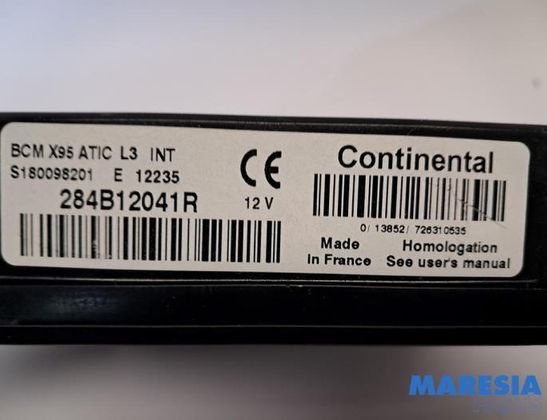 BCM X95 ATIC L3 INT
S180098201 E 12235
284B12041R
CE
12 V
Continental
0/ 13852/ 726310535
Made
in France
Homologation
See user's manual
MARESIA